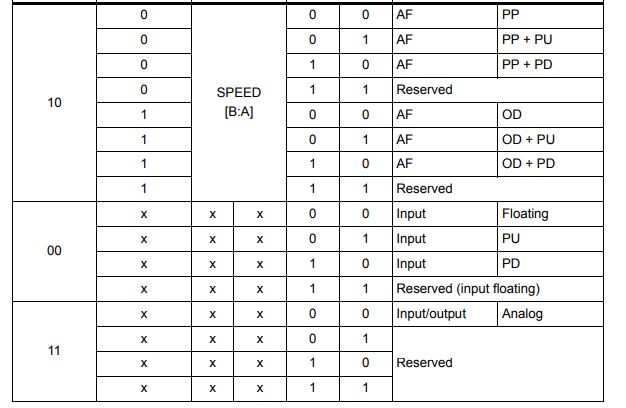 0 0 0 AF PP
0 0 1 AF PP + PU
0 1 0 AF PP + PD
0 1 1 Reserved
10 SPEED [B:A]
1 0 0 AF OD
1 0 1 AF OD + PU
1 1 0 AF OD + PD
1 1 1 Reserved
x x x 0 0 Input Floating
00
x x x 0 1 Input PU
x x x 1 0 Input PD
x x x 1 1 Reserved (input floating)
x x x 0 0 Input/output Analog
11
x x x 0 1
x x x 1 0 Reserved
x x x 1 1